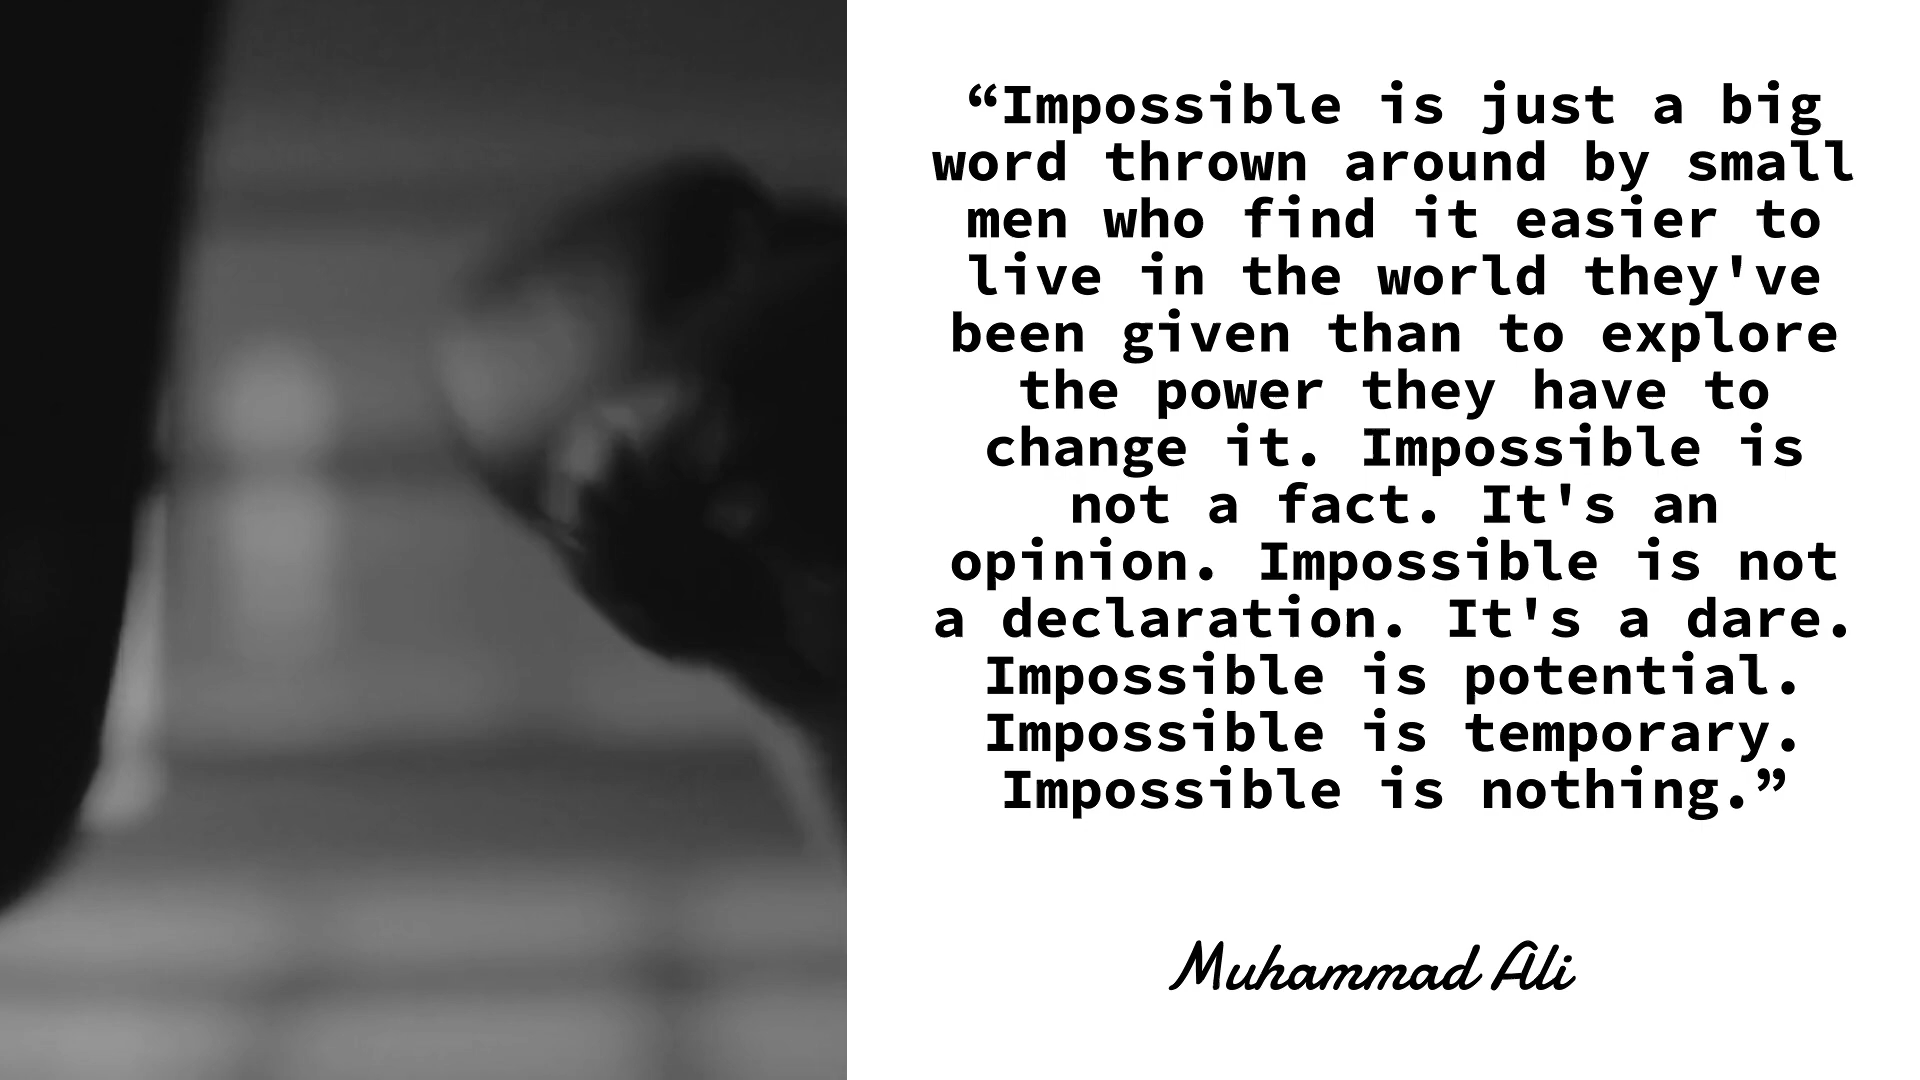 “Impossible is just a big
word thrown around by small
men who find it easier to
live in the world they've
been given than to explore
the power they have to
change it. Impossible is
not a fact. It's an
opinion. Impossible is not
a declaration. It's a dare.
Impossible is potential.
Impossible is temporary.
Impossible is nothing.”
Muhammad Ali